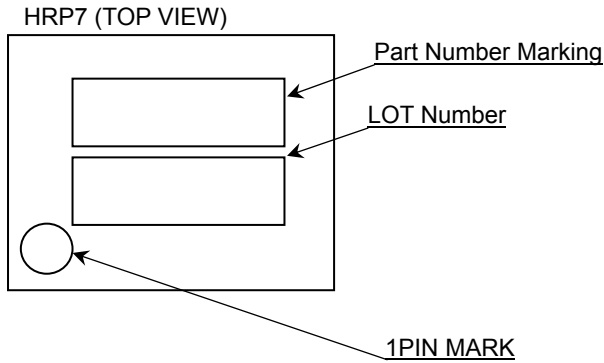 HRP7 (TOP VIEW)
Part Number Marking
LOT Number
1PIN MARK